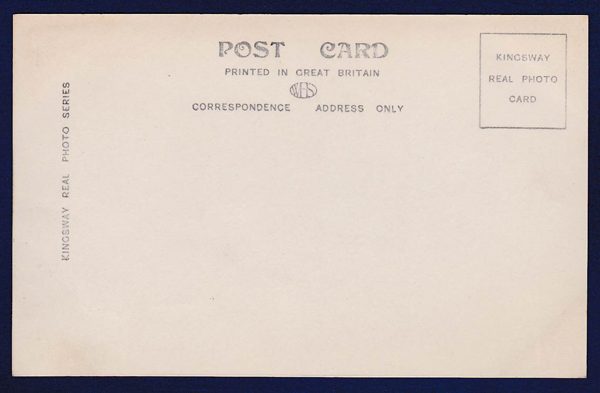 POST CARD
PRINTED IN GREAT BRITAIN
WHS
CORRESPONDENCE ADDRESS ONLY
KINGSWAY
REAL PHOTO
CARD
KINGSWAY REAL PHOTO SERIES